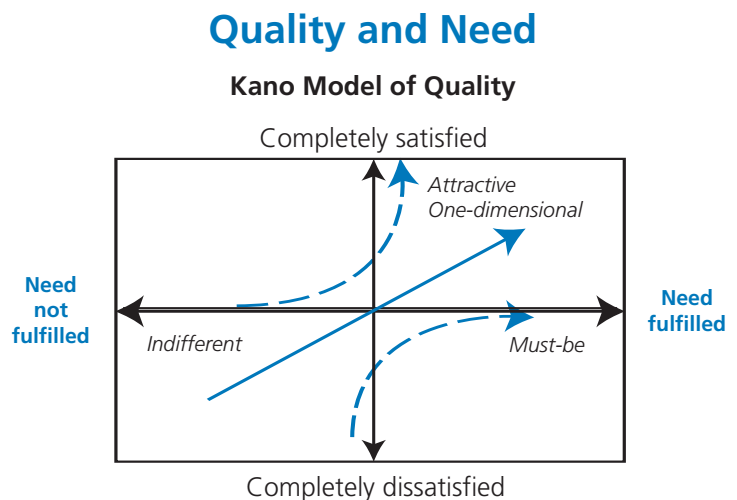 Quality and Need
Kano Model of Quality
Completely satisfied
Attractive
One-dimensional
Need
not
fulfilled
Need
fulfilled
Indifferent
Must-be
Completely dissatisfied